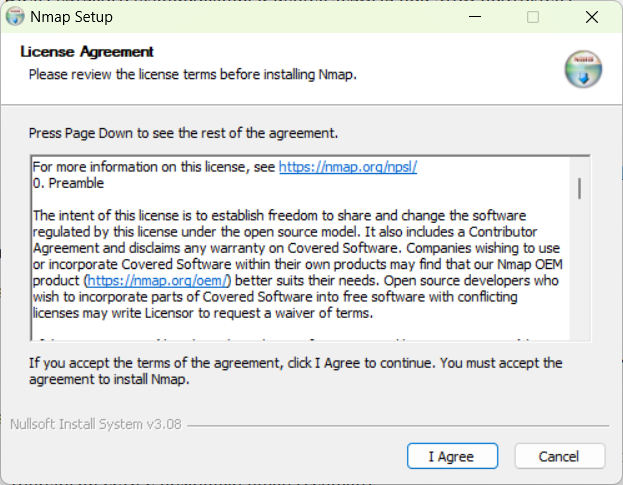 Nmap Setup
License Agreement
Please review the license terms before installing Nmap.
Press Page Down to see the rest of the agreement.
For more information on this license, see https://nmap.org/npsl/
0. Preamble
The intent of this license is to establish freedom to share and change the software
regulated by this license under the open source model. It also includes a Contributor
Agreement and disclaims any warranty on Covered Software. Companies wishing to use
or incorporate Covered Software within their own products may find that our Nmap OEM
product (https://nmap.org/oem/) better suits their needs. Open source developers who
wish to incorporate parts of Covered Software into free software with conflicting
licenses may write Licensor to request a waiver of terms.
If you accept the terms of the agreement, click I Agree to continue. You must accept the
agreement to install Nmap.
Nullsoft Install System v3.08
I Agree
Cancel